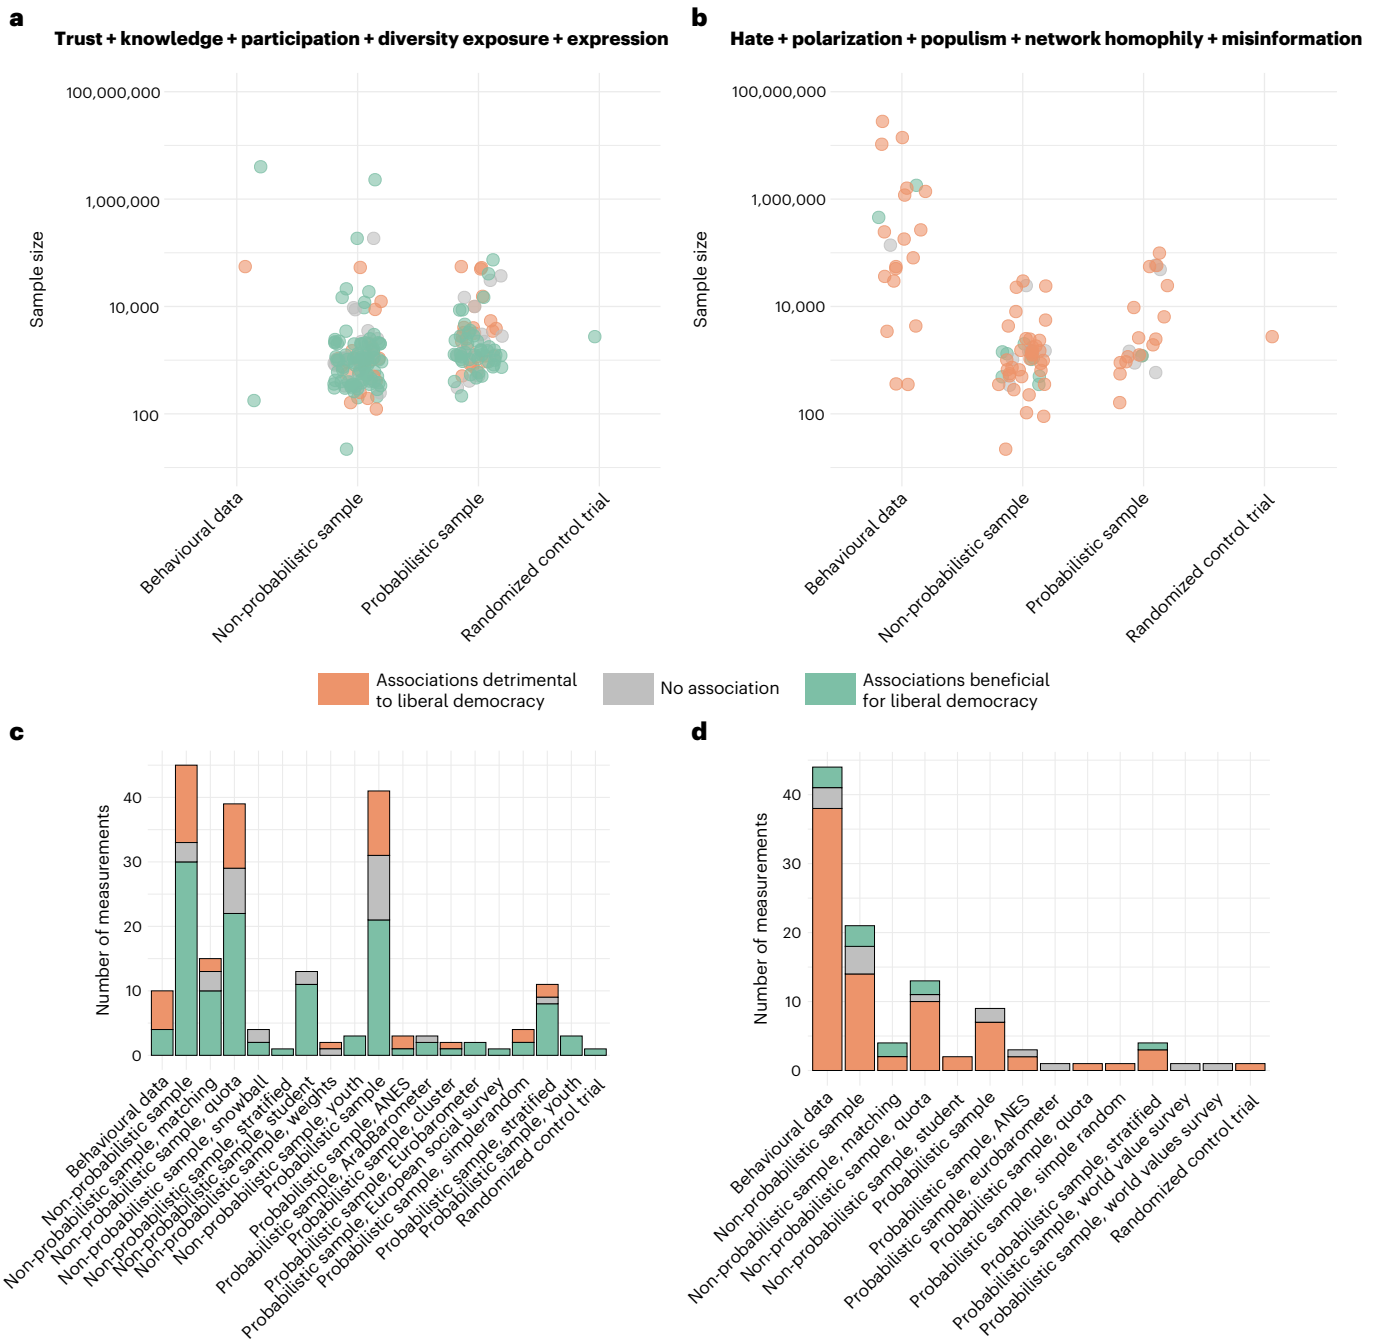 a
Trust + knowledge + participation + diversity exposure + expression
100,000,000
1,000,000
10,000
100
Sample size
Behavioural data
Non-probabilistic sample
Probabilistic sample
Randomized control trial
b
Hate + polarization + populism + network homophily + misinformation
100,000,000
1,000,000
10,000
100
Sample size
Behavioural data
Non-probabilistic sample
Probabilistic sample
Randomized control trial
Associations detrimental
to liberal democracy
No association
Associations beneficial
for liberal democracy
c
40
30
20
10
0
Number of measurements
Behavioural data
Non-probabilistic sample
Non-probabilistic sample, matching
Non-probabilistic sample, quota
Non-probabilistic sample, snowball
Non-probabilistic sample, stratified
Non-probabilistic sample, student
Non-probabilistic sample, weights
Non-probabilistic sample, youth
Probabilistic sample
Probabilistic sample, ANES
Probabilistic sample, ArabBarometer
Probabilistic sample, cluster
Probabilistic sample, Eurobarometer
Probabilistic sample, European social survey
Probabilistic sample, simplerandom
Probabilistic sample, stratified
Probabilistic sample, youth
Randomized control trial
d
40
30
20
10
0
Number of measurements
Behavioural data
Non-probabilistic sample
Non-probabilistic sample, matching
Non-probabilistic sample, quota
Non-probabilistic sample, student
Probabilistic sample
Probabilistic sample, ANES
Probabilistic sample, eurobarometer
Probabilistic sample, quota
Probabilistic sample, simple random
Probabilistic sample, stratified
Probabilistic sample, world value survey
Probabilistic sample, world values survey
Randomized control trial